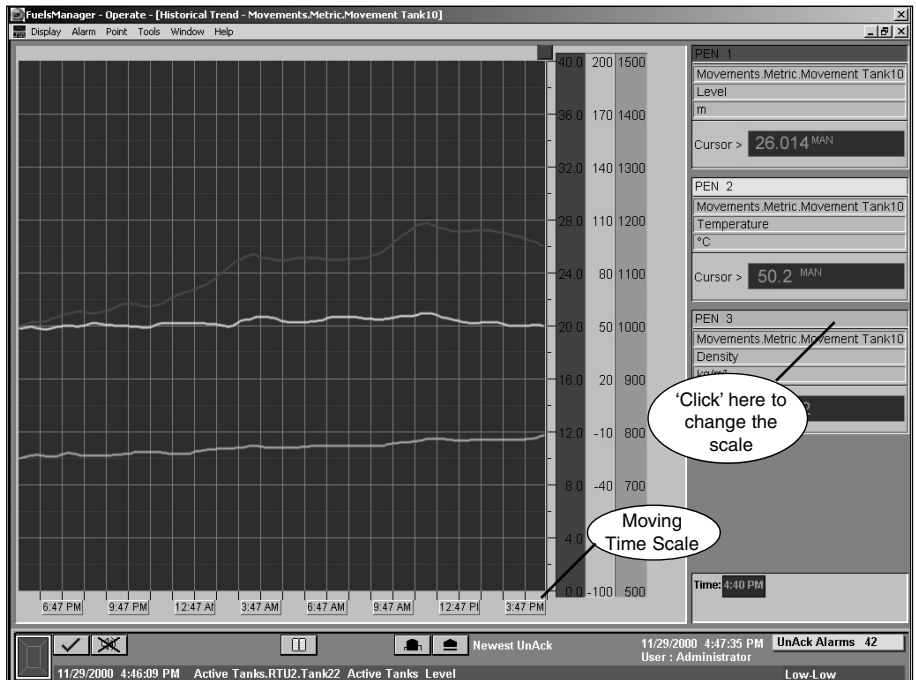 FuelsManager - Operate - [Historical Trend - Movements.Metric.Movement Tank10]
Display Alarm Point Tools Window Help
40.0 200 1500
36.0 170 1400
32.0 140 1300
28.0 110 1200
24.0 80 1100
20.0 50 1000
16.0 20 900
12.0 -10 800
8.0 -40 700
4.0
0.0 -100 500
6:47 PM 9:47 PM 12:47 AM 3:47 AM 6:47 AM 9:47 AM 12:47 PM 3:47 PM
PEN 1
Movements.Metric.Movement Tank10
Level
m
Cursor > 26.014 MAN
PEN 2
Movements.Metric.Movement Tank10
Temperature
°C
Cursor > 50.2 MAN
PEN 3
Movements.Metric.Movement Tank10
Density
'Click' here to
change the
scale
Moving
Time Scale
Time: 4:40 PM
Newest UnAck
11/29/2000 4:47:35 PM
User : Administrator
UnAck Alarms 42
11/29/2000 4:46:09 PM Active Tanks.RTU2.Tank22 Active Tanks Level Low-Low